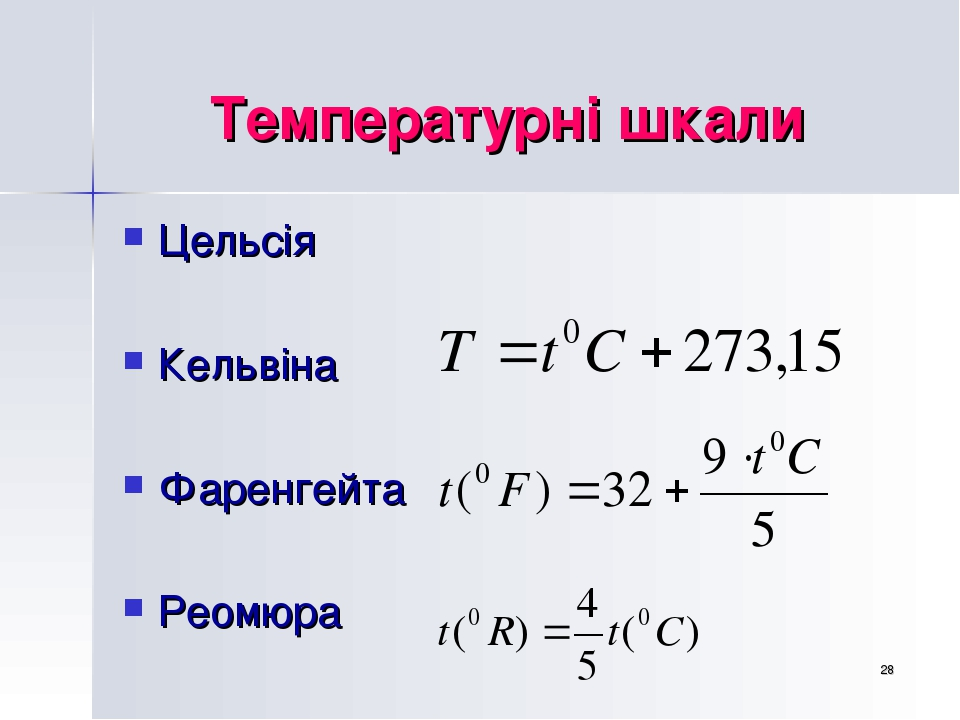 Температурні шкали
Цельсія
Кельвіна
T = t⁰C + 273,15
Фаренгейта
t(⁰F) = 32 + 9·t⁰C / 5
Реомюра
t(⁰R) = 4/5 t(⁰C)
28